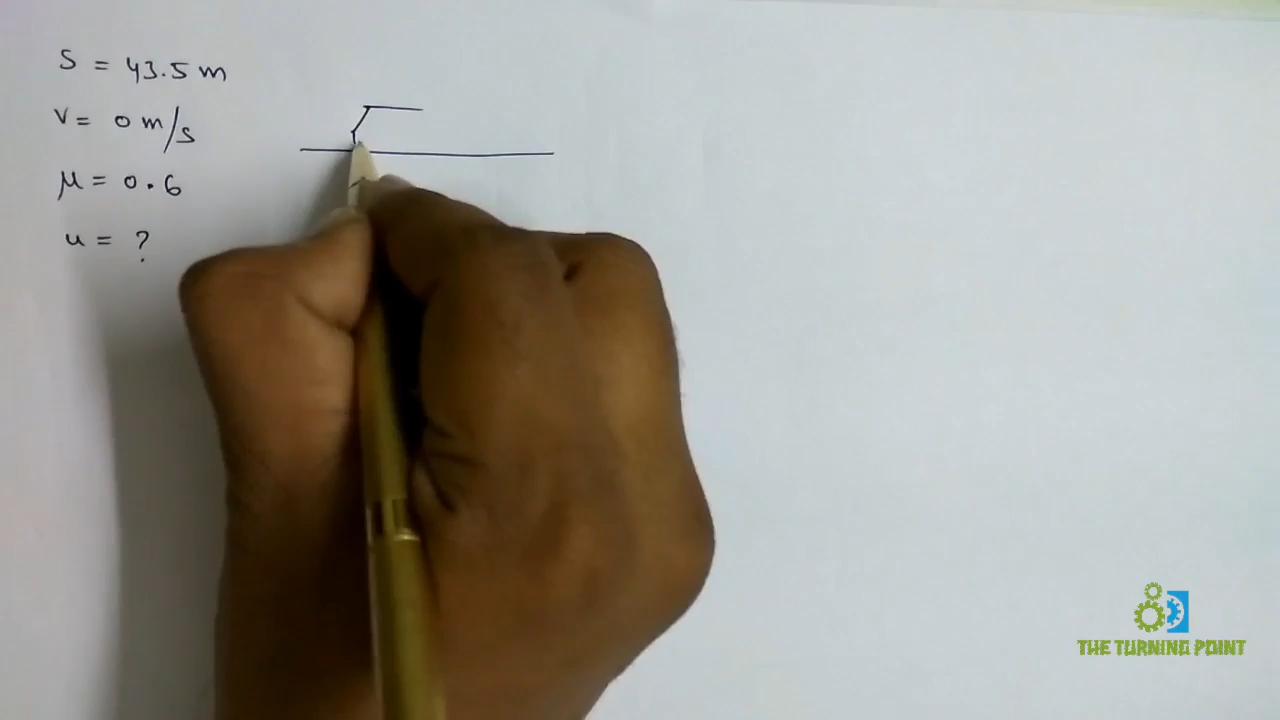 S = 43.5 m
V = 0 m/s
μ = 0.6
u = ?
THE TURNING POINT